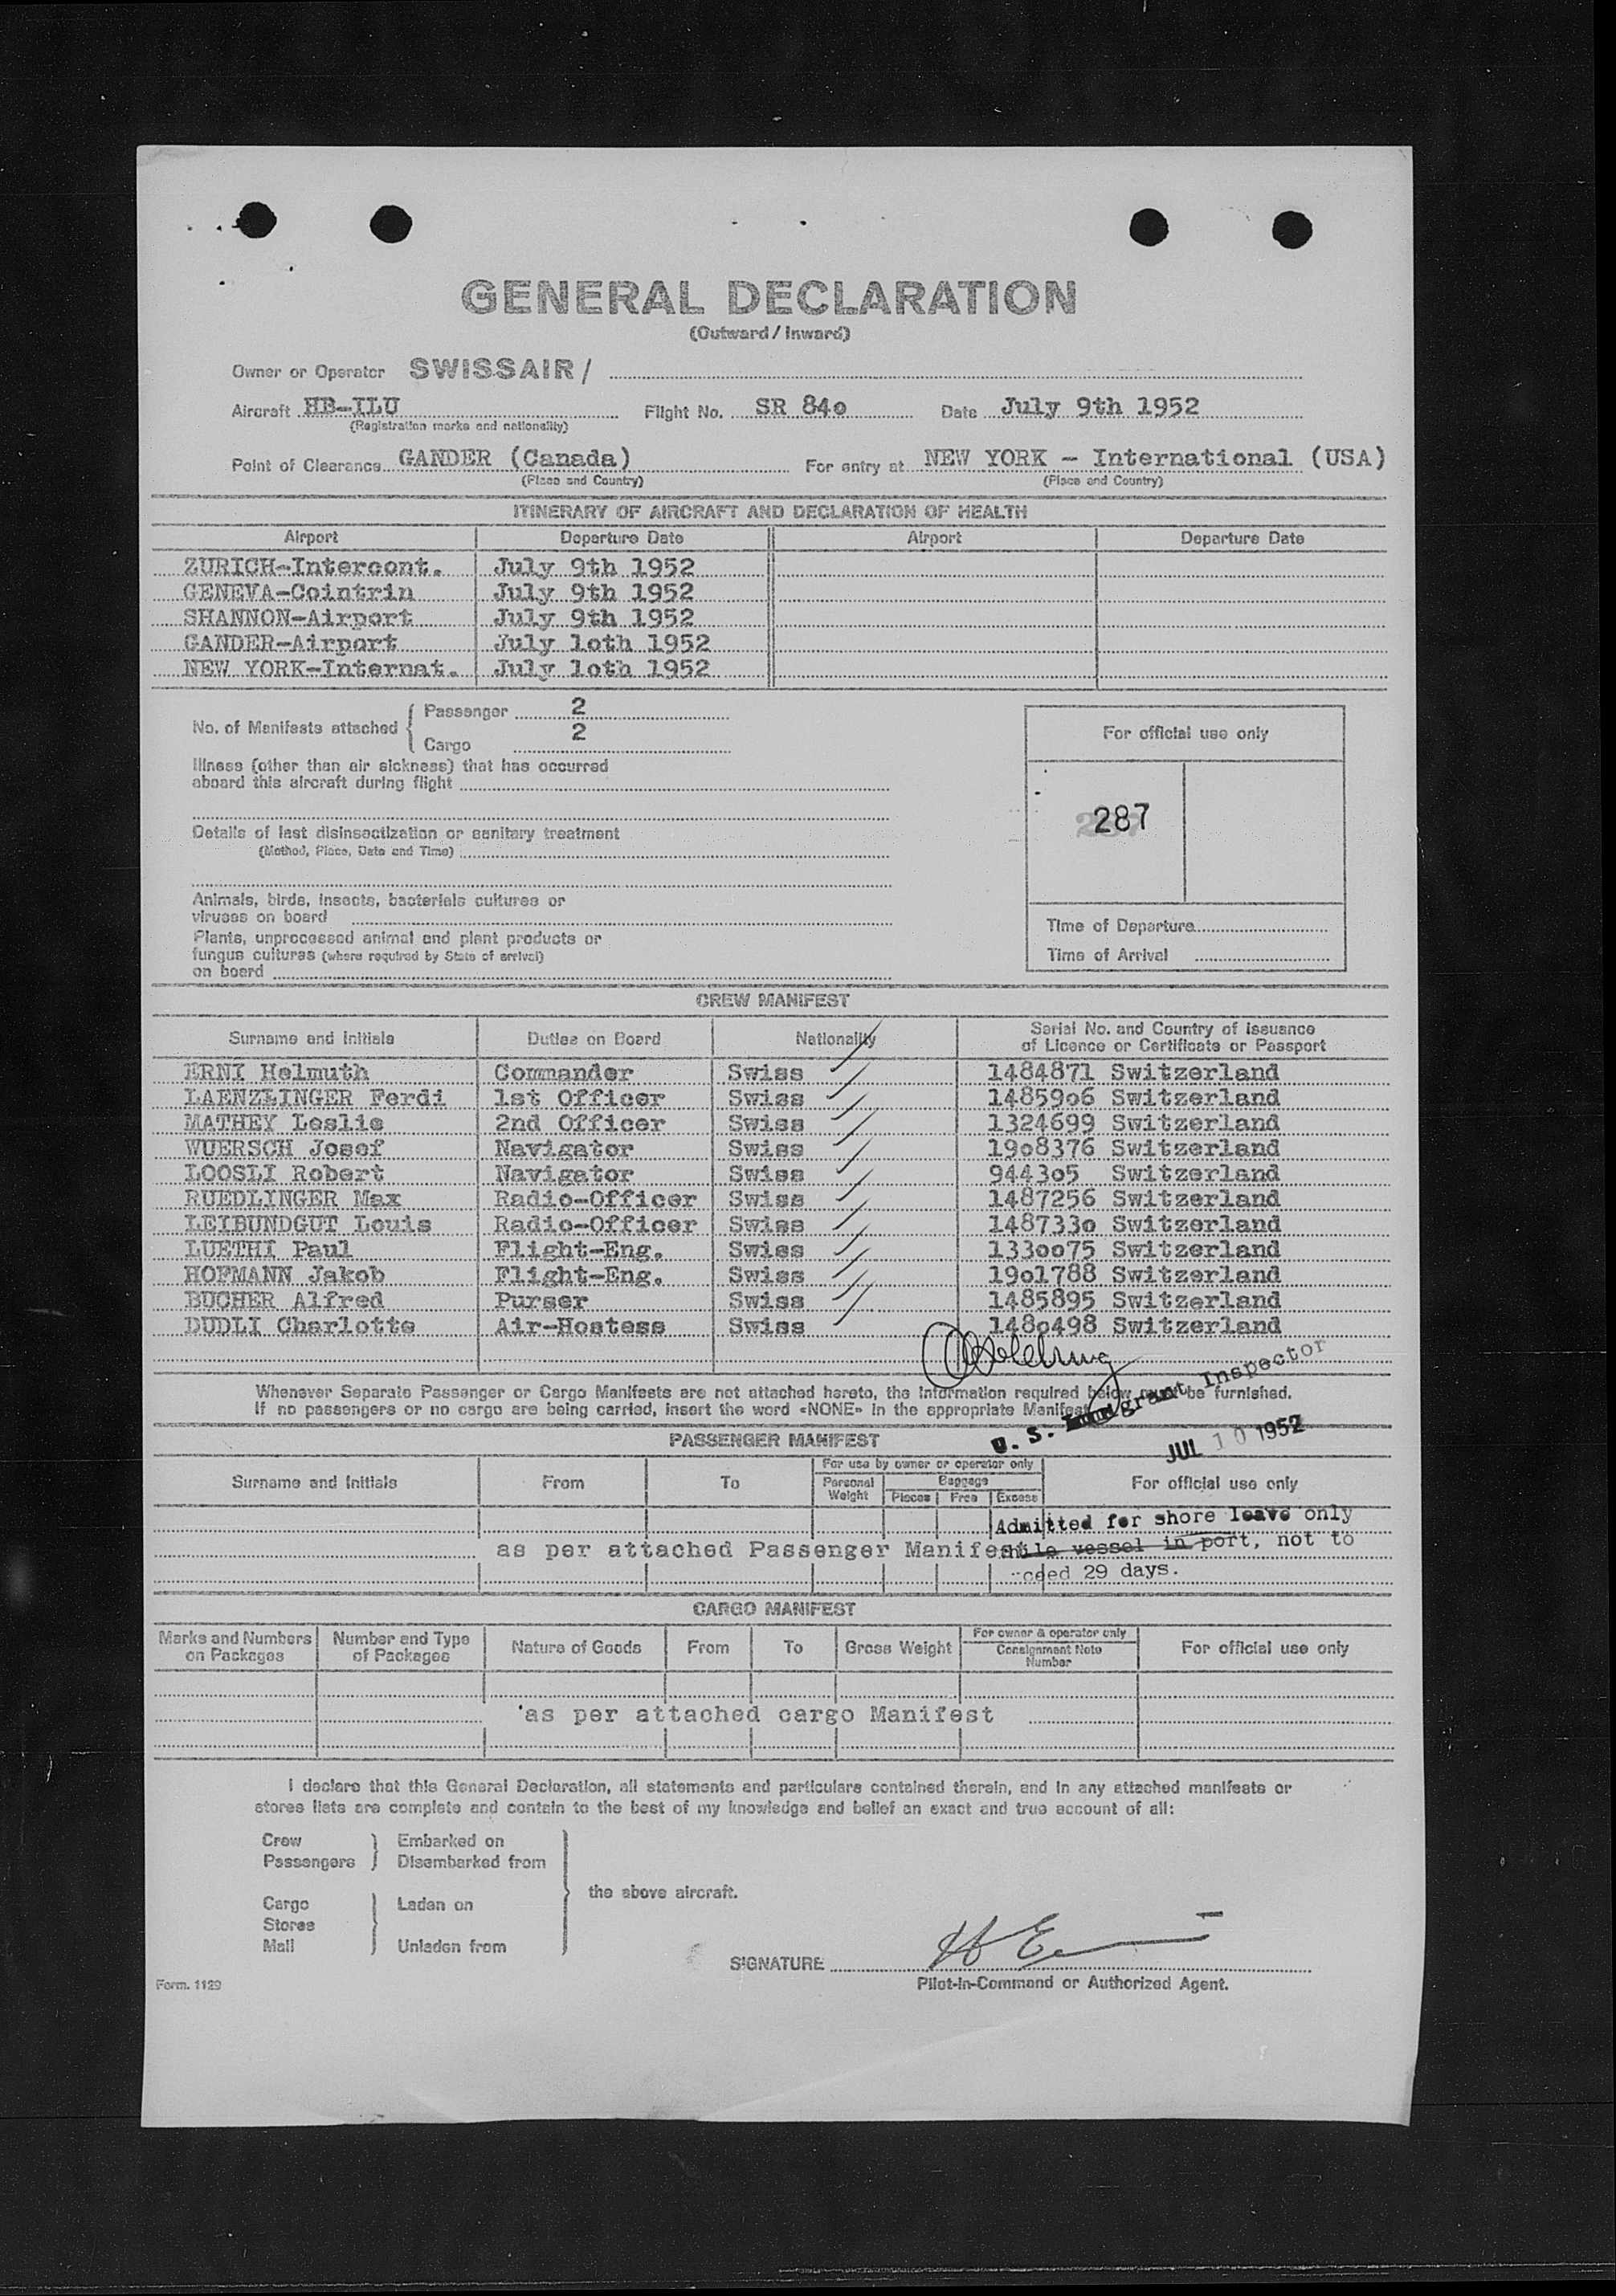 GENERAL DECLARATION
(Outward / Inward)
Owner or Operator SWISSAIR /
Aircraft HB-ILU Flight No. SR 84o Date July 9th 1952
(Registration marks and nationality)
Point of Clearance GANDER (Canada) For entry at NEW YORK - International (USA)
(Place and Country) (Place and Country)
ITINERARY OF AIRCRAFT AND DECLARATION OF HEALTH
Airport Departure Date Airport Departure Date
ZURICH-Intercont. July 9th 1952
GENEVA-Cointrin July 9th 1952
SHANNON-Airport July 9th 1952
GANDER-Airport July 1oth 1952
NEW YORK-Internat. July 1oth 1952
No. of Manifests attached { Passenger 2
Cargo 2
For official use only
Illness (other than air sickness) that has occurred
aboard this aircraft during flight
287
Details of last disinsectization or sanitary treatment
(Method, Place, Date and Time)
Animals, birds, insects, bacterials cultures or
viruses on board
Plants, unprocessed animal and plant products or
fungus cultures (where required by State of arrival)
on board
Time of Departure
Time of Arrival
CREW MANIFEST
Surname and Initials Duties on Board Nationality Serial No. and Country of Issuance
of Licence or Certificate or Passport
ERNI Helmuth Commander Swiss 1484871 Switzerland
LAENZLINGER Ferdi 1st Officer Swiss 14859o6 Switzerland
MATHEY Leslie 2nd Officer Swiss 1324699 Switzerland
WUERSCH Josef Navigator Swiss 19o8376 Switzerland
LOOSLI Robert Navigator Swiss 9443o5 Switzerland
RUEDLINGER Max Radio-Officer Swiss 1487256 Switzerland
LEIBUNDGUT Louis Radio-Officer Swiss 148733o Switzerland
LUETHI Paul Flight-Eng. Swiss 133oo75 Switzerland
HOFMANN Jakob Flight-Eng. Swiss 19o1788 Switzerland
BUCHER Alfred Purser Swiss 1485895 Switzerland
DUDLI Charlotte Air-Hostess Swiss 148o498 Switzerland
Whenever Separate Passenger or Cargo Manifests are not attached hereto, the information required below must be furnished.
If no passengers or no cargo are being carried, insert the word «NONE» in the appropriate Manifest
U. S. Immigrant Inspector
JUL 10 1952
PASSENGER MANIFEST
Surname and Initials From To For use by owner or operator only For official use only
Personal Weight Baggage
Pieces Free Excess
Admitted for shore leave only
as per attached Passenger Manifest while vessel in port, not to
ceed 29 days.
CARGO MANIFEST
Marks and Numbers on Packages Number and Type of Packages Nature of Goods From To Gross Weight For owner & operator only Consignment Note Number For official use only
as per attached cargo Manifest
I declare that this General Declaration, all statements and particulars contained therein, and in any attached manifests or
stores lists are complete and contain to the best of my knowledge and belief an exact and true account of all:
Crew } Embarked on
Passengers } Disembarked from
the above aircraft.
Cargo Laden on
Stores
Mail Unladen from
SIGNATURE H Erni
Form. 1129 Pilot-in-Command or Authorized Agent.